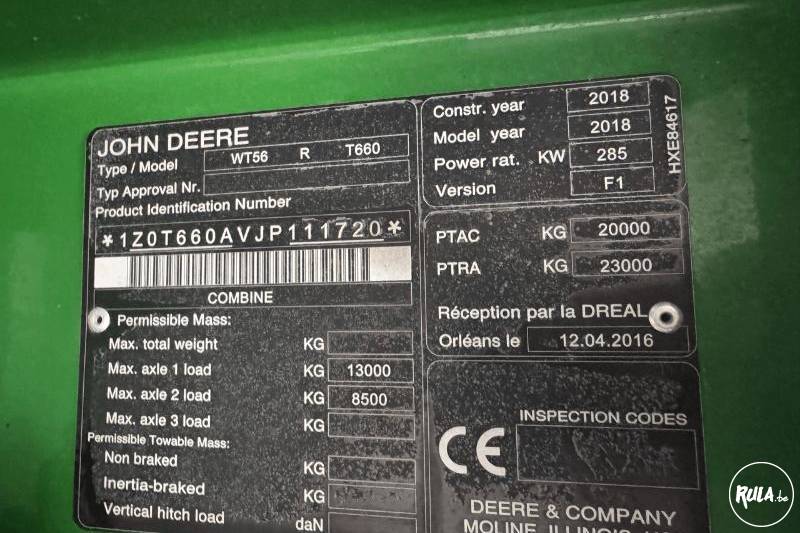 JOHN DEERE
Type / Model WT56 R T660
Typ Approval Nr.
Product Identification Number
*1Z0T660AVJP111720*
COMBINE
Permissible Mass:
Max. total weight KG
Max. axle 1 load KG 13000
Max. axle 2 load KG 8500
Max. axle 3 load KG
Permissible Towable Mass:
Non braked KG
Inertia-braked KG
Vertical hitch load daN
Constr. year 2018
Model year 2018
Power rat. KW 285
Version F1
HXE84617
PTAC KG 20000
PTRA KG 23000
Réception par la DREAL
Orléans le 12.04.2016
CE
INSPECTION CODES
DEERE & COMPANY
MOLINE, ILLINOIS,
RULA.be